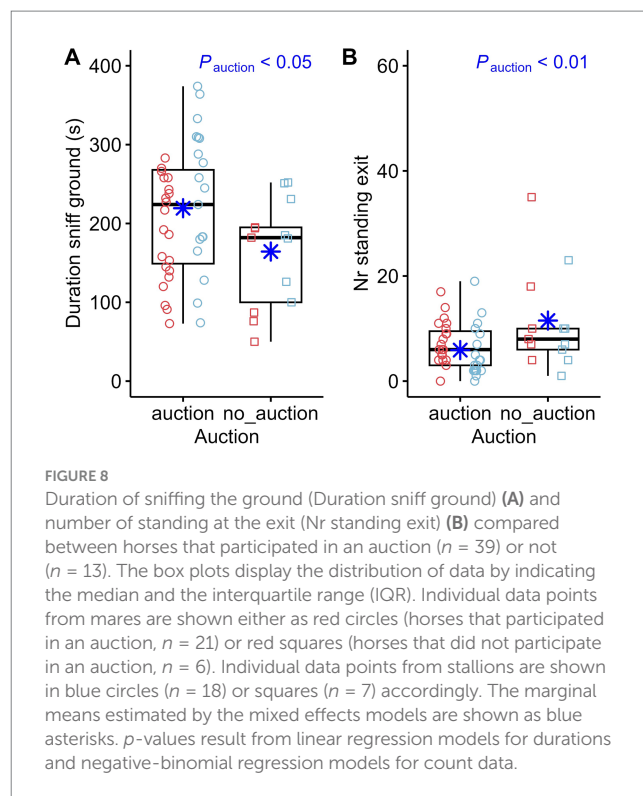 A
P auction < 0.05
Duration sniff ground (s)
400
300
200
100
0
auction no_auction
Auction
B
P auction < 0.01
Nr standing exit
60
40
20
0
auction no_auction
Auction
FIGURE 8
Duration of sniffing the ground (Duration sniff ground) (A) and
number of standing at the exit (Nr standing exit) (B) compared
between horses that participated in an auction (n = 39) or not
(n = 13). The box plots display the distribution of data by indicating
the median and the interquartile range (IQR). Individual data points
from mares are shown either as red circles (horses that participated
in an auction, n = 21) or red squares (horses that did not participate
in an auction, n = 6). Individual data points from stallions are shown
in blue circles (n = 18) or squares (n = 7) accordingly. The marginal
means estimated by the mixed effects models are shown as blue
asterisks. p-values result from linear regression models for durations
and negative-binomial regression models for count data.